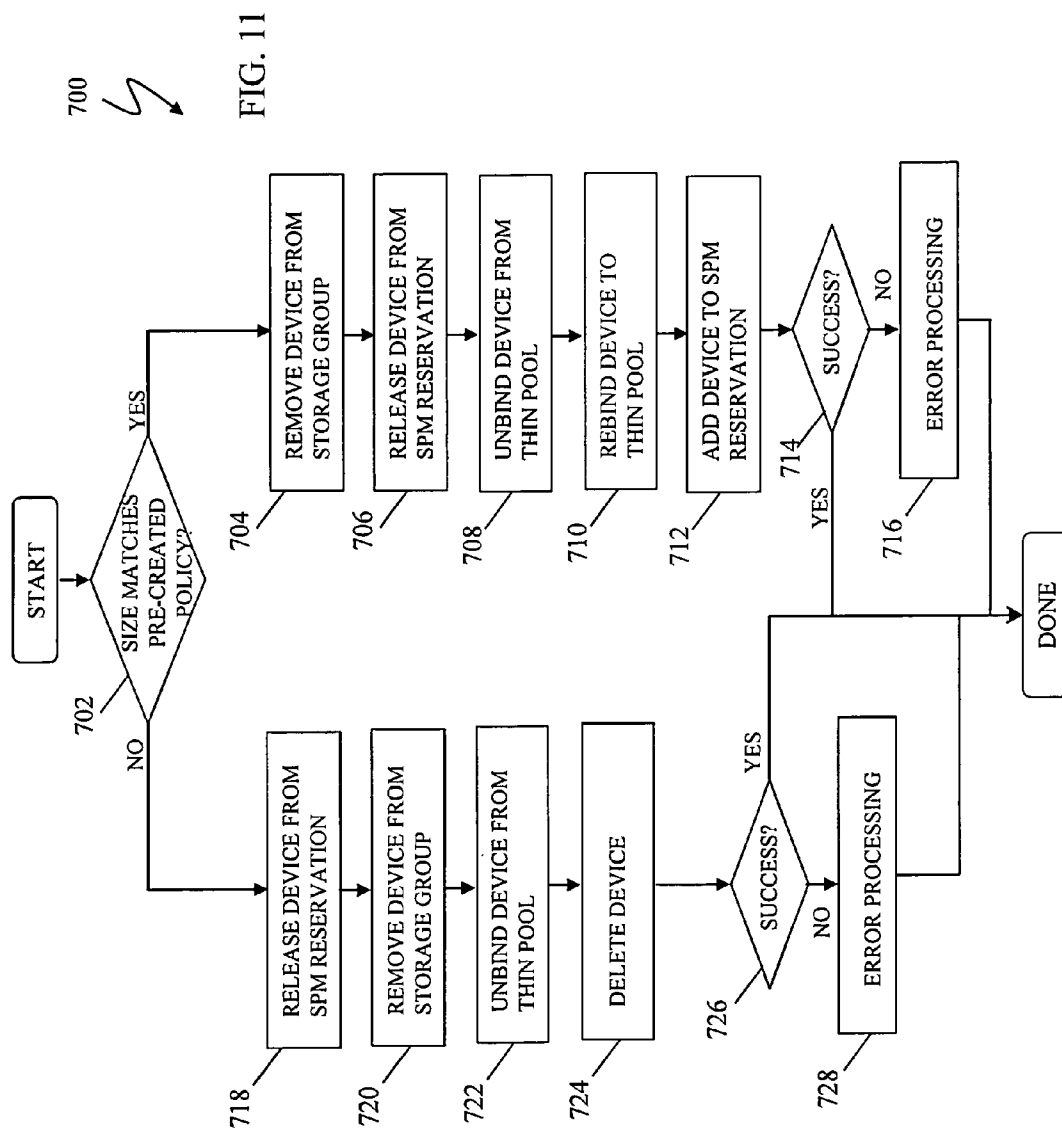 700
FIG. 11
START
SIZE MATCHES
PRE-CREATED
POLICY?
702
NO
YES
RELEASE DEVICE FROM
SPM RESERVATION
718
REMOVE DEVICE FROM
STORAGE GROUP
720
UNBIND DEVICE FROM
THIN POOL
722
DELETE DEVICE
724
SUCCESS?
726
YES
NO
ERROR PROCESSING
728
REMOVE DEVICE FROM
STORAGE GROUP
704
RELEASE DEVICE FROM
SPM RESERVATION
706
UNBIND DEVICE FROM
THIN POOL
708
REBIND DEVICE TO
THIN POOL
710
ADD DEVICE TO SPM
RESERVATION
712
SUCCESS?
714
YES
NO
ERROR PROCESSING
716
DONE